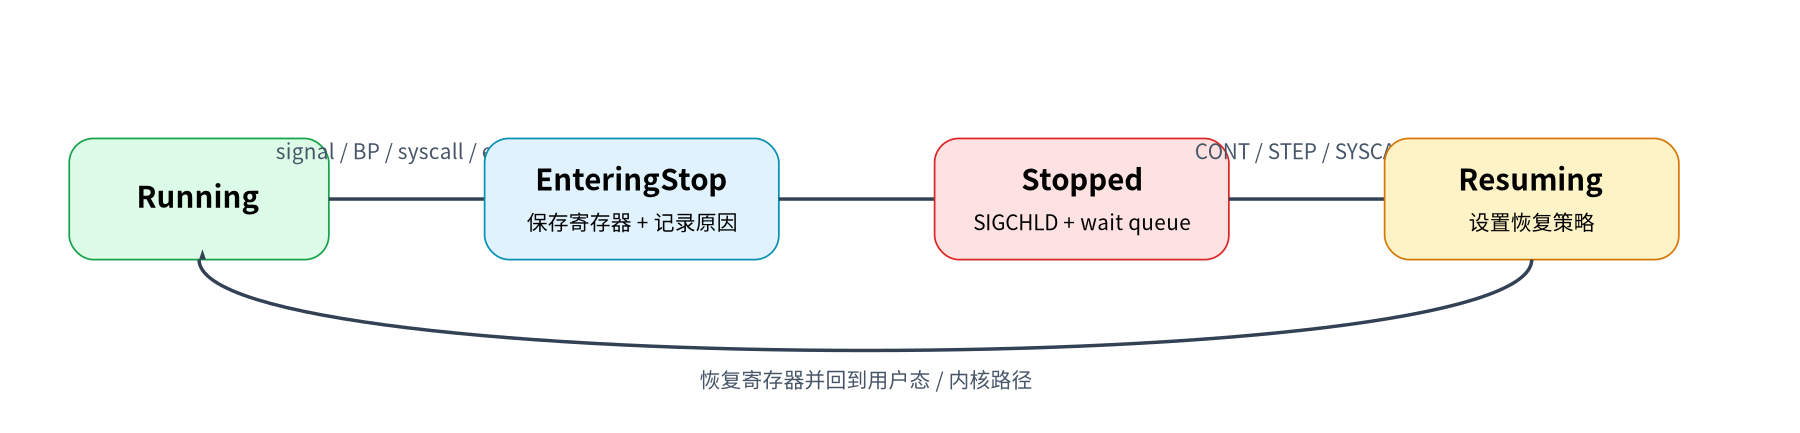 signal / BP / syscall /
CONT / STEP / SYSCA
Running
EnteringStop
保存寄存器 + 记录原因
Stopped
SIGCHLD + wait queue
Resuming
设置恢复策略
恢复寄存器并回到用户态 / 内核路径